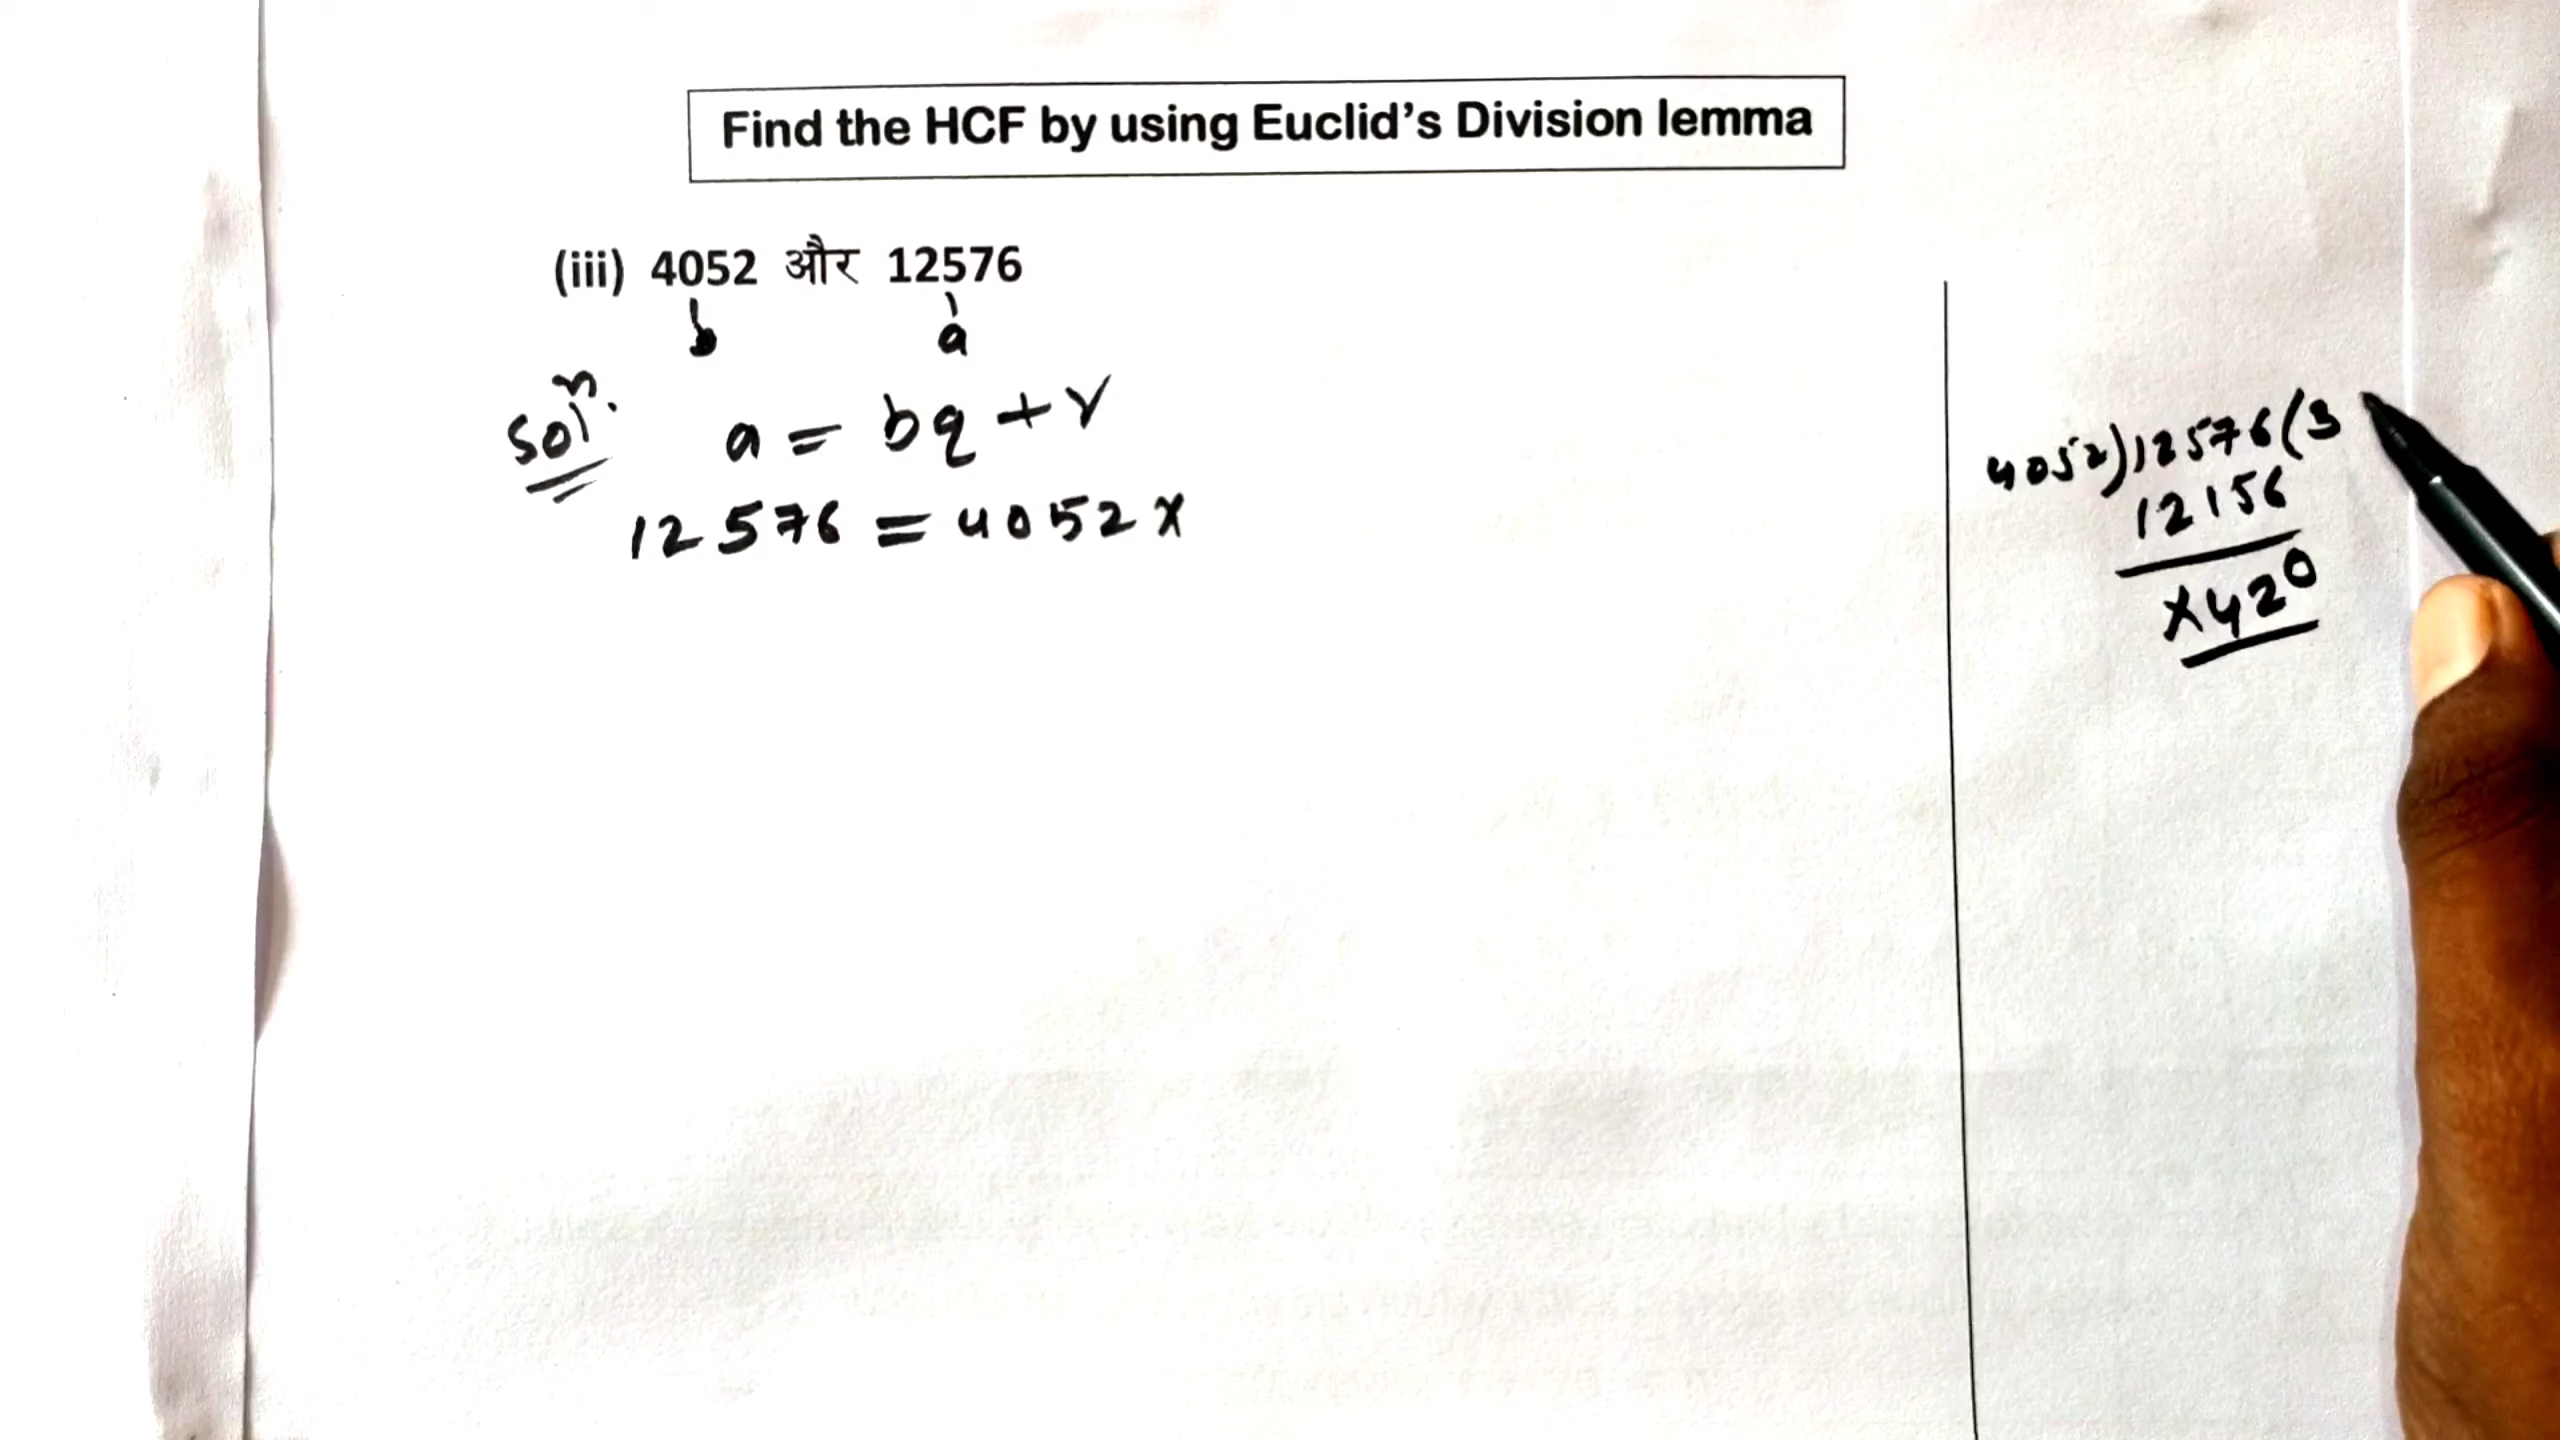 Find the HCF by using Euclid's Division lemma
(iii) 4052 और 12576
b a
Solⁿ. a = bq + r
12576 = 4052 ×
4052)12576(3
12156
×420